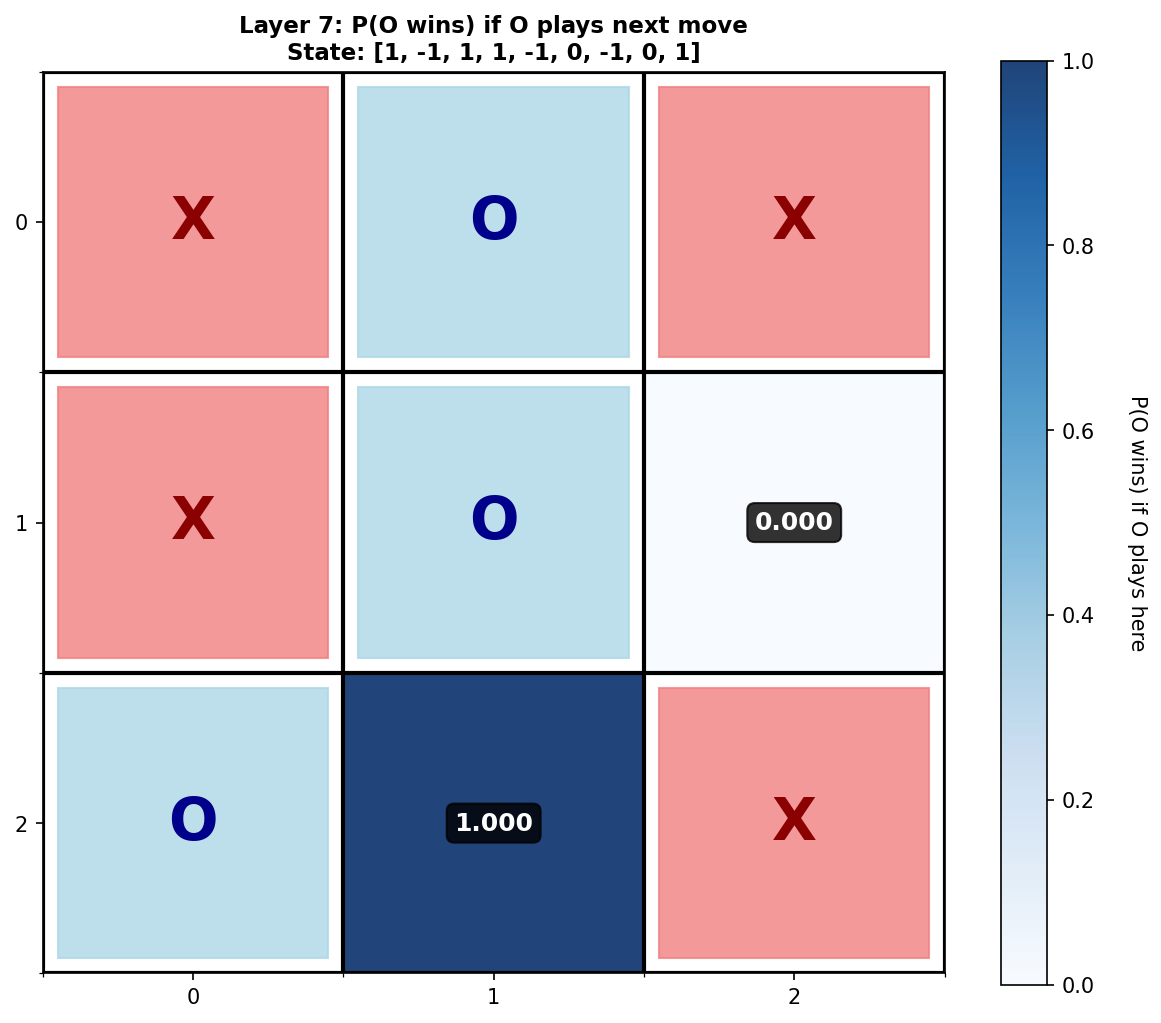 Layer 7: P(O wins) if O plays next move
State: [1, -1, 1, 1, -1, 0, -1, 0, 1]
0
X
O
X
1
X
O
0.000
2
O
1.000
X
0
1
2
1.0
0.8
0.6
0.4
0.2
0.0
P(O wins) if O plays here